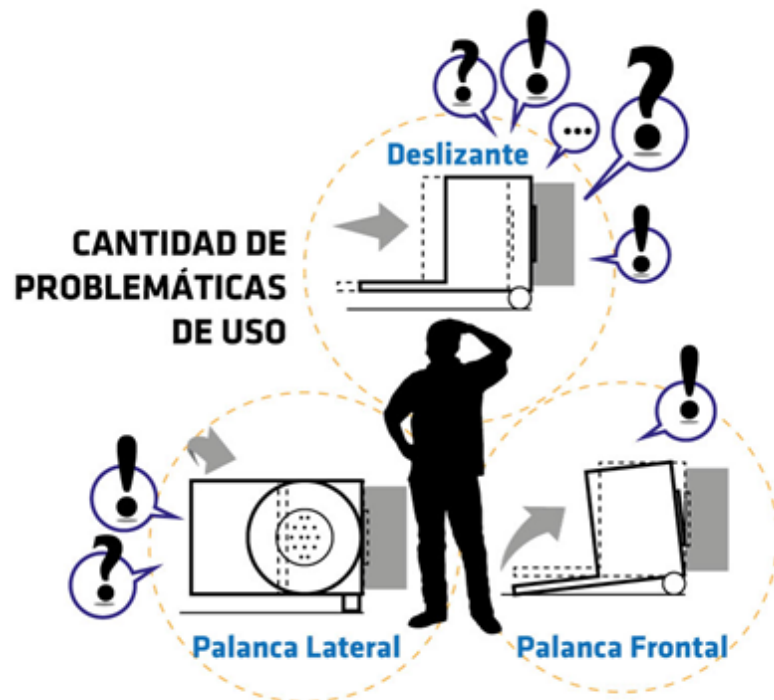 ? ! ... ?
Deslizante
!
CANTIDAD DE
PROBLEMÁTICAS
DE USO
!
!
?
Palanca Lateral
Palanca Frontal